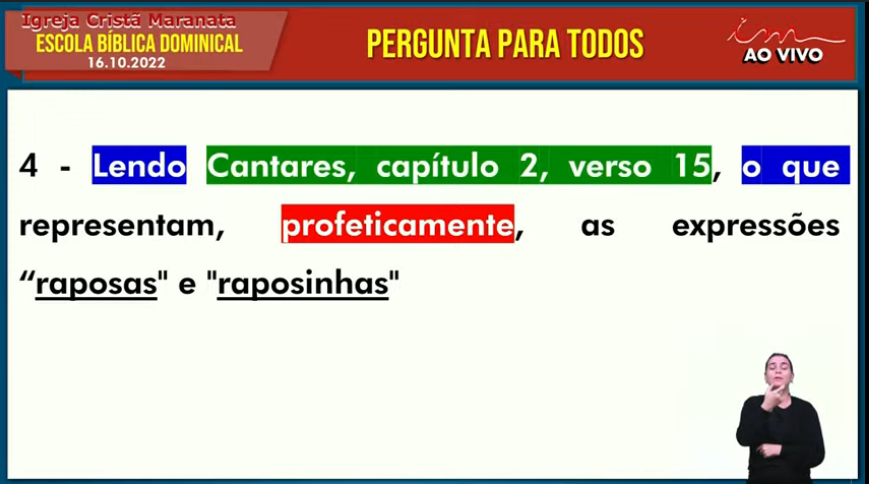 Igreja Cristã Maranata
ESCOLA BÍBLICA DOMINICAL
16.10.2022
PERGUNTA PARA TODOS
im
AO VIVO
4 - Lendo Cantares, capítulo 2, verso 15, o que
representam, profeticamente, as expressões
“raposas" e "raposinhas"